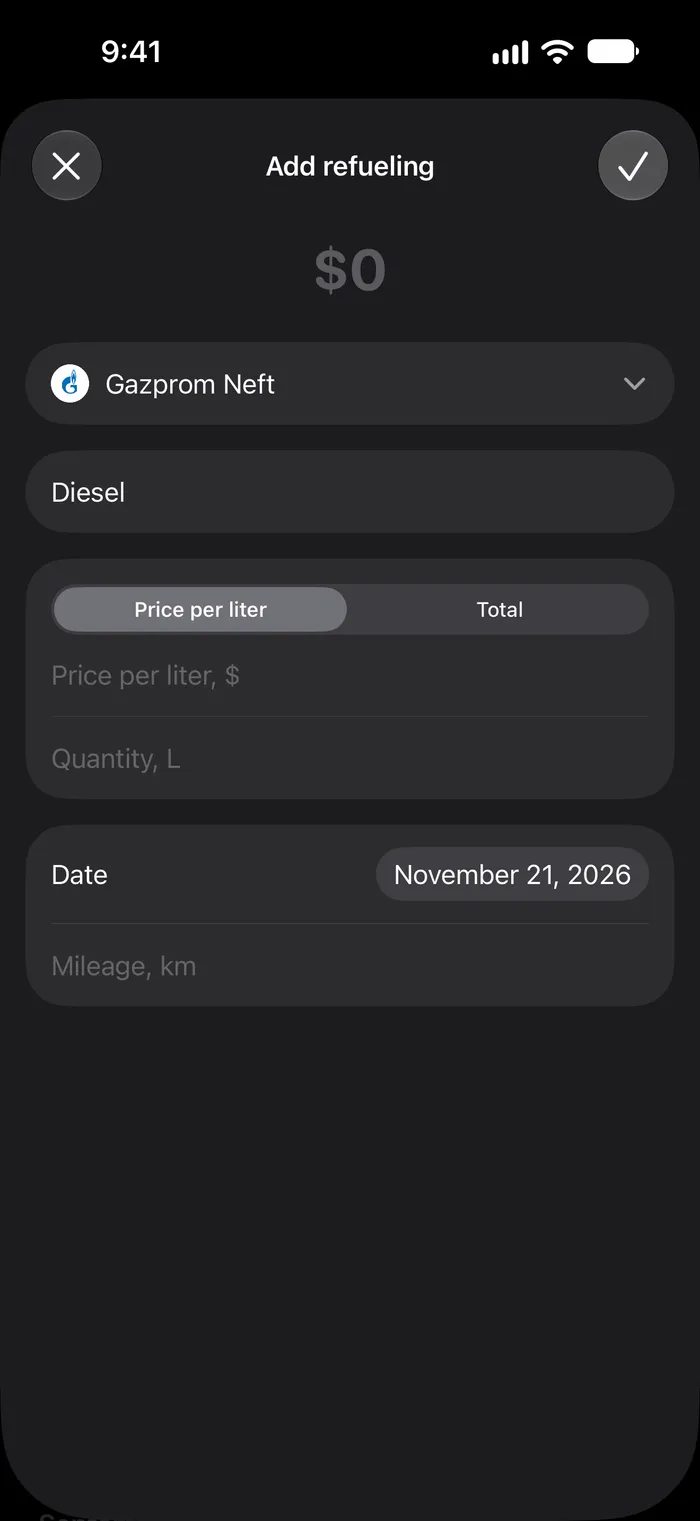 9:41
Add refueling
$0
Gazprom Neft
Diesel
Price per liter
Total
Price per liter, $
Quantity, L
Date
November 21, 2026
Mileage, km